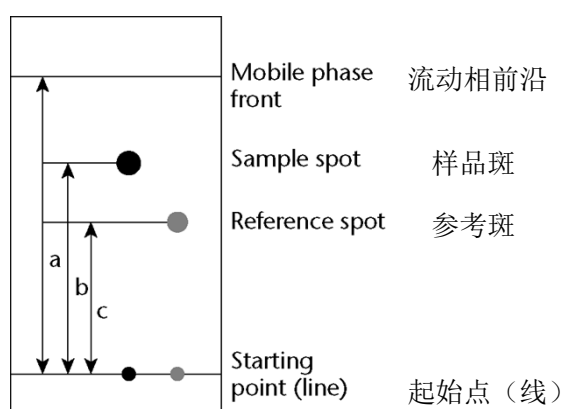 Mobile phase
front
流动相前沿
Sample spot
样品斑
Reference spot
参考斑
a
b
c
Starting
point (line)
起始点（线）